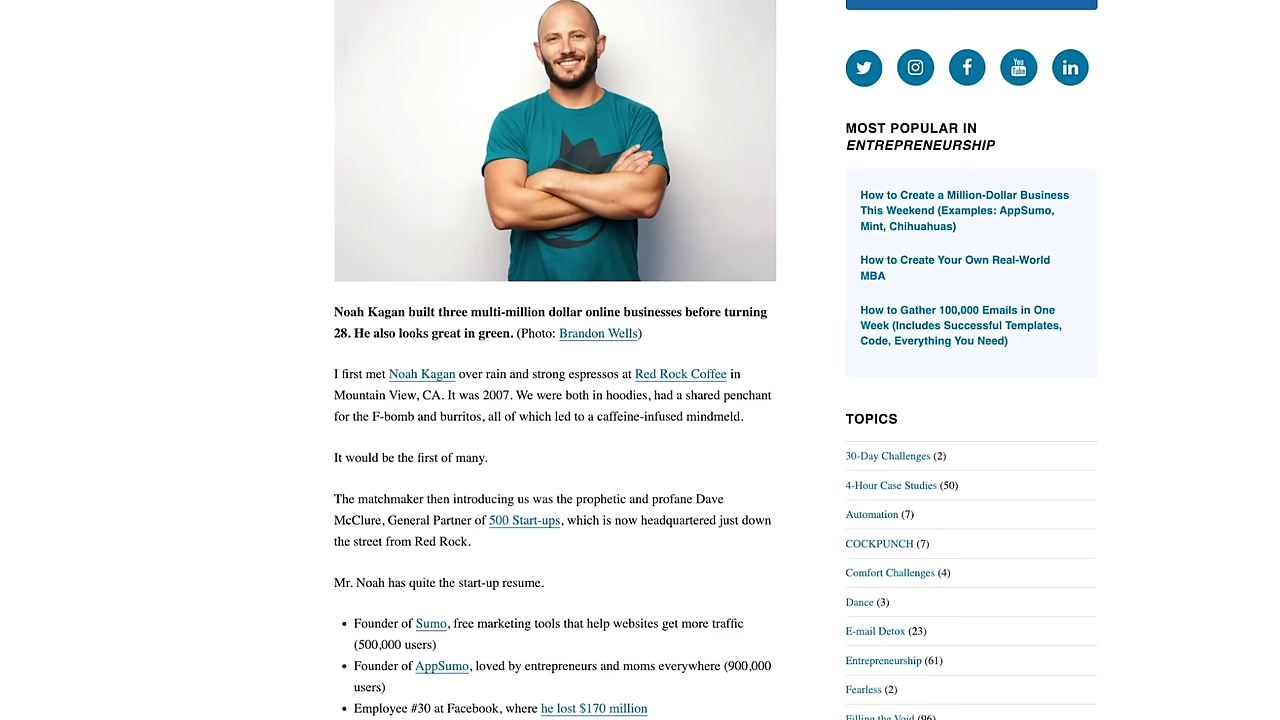 Noah Kagan built three multi-million dollar online businesses before turning
28. He also looks great in green. (Photo: Brandon Wells)
I first met Noah Kagan over rain and strong espressos at Red Rock Coffee in
Mountain View, CA. It was 2007. We were both in hoodies, had a shared penchant
for the F-bomb and burritos, all of which led to a caffeine-infused mindmeld.
It would be the first of many.
The matchmaker then introducing us was the prophetic and profane Dave
McClure, General Partner of 500 Start-ups, which is now headquartered just down
the street from Red Rock.
Mr. Noah has quite the start-up resume.
• Founder of Sumo, free marketing tools that help websites get more traffic
(500,000 users)
• Founder of AppSumo, loved by entrepreneurs and moms everywhere (900,000
users)
• Employee #30 at Facebook, where he lost $170 million
You
Tube
in
MOST POPULAR IN
ENTREPRENEURSHIP
How to Create a Million-Dollar Business
This Weekend (Examples: AppSumo,
Mint, Chihuahuas)
How to Create Your Own Real-World
MBA
How to Gather 100,000 Emails in One
Week (Includes Successful Templates,
Code, Everything You Need)
TOPICS
30-Day Challenges (2)
4-Hour Case Studies (50)
Automation (7)
COCKPUNCH (7)
Comfort Challenges (4)
Dance (3)
E-mail Detox (23)
Entrepreneurship (61)
Fearless (2)
Filling the Void (96)